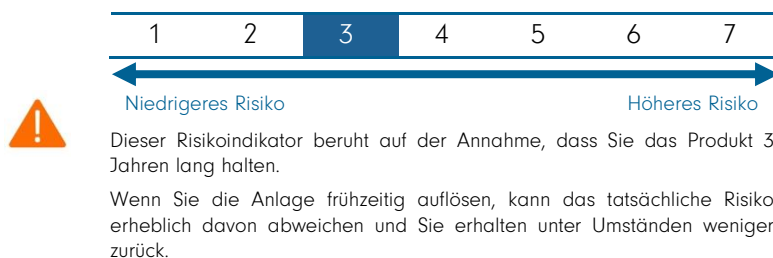 1 2 3 4 5 6 7
Niedrigeres Risiko Höheres Risiko
Dieser Risikoindikator beruht auf der Annahme, dass Sie das Produkt 3
Jahren lang halten.
Wenn Sie die Anlage frühzeitig auflösen, kann das tatsächliche Risiko
erheblich davon abweichen und Sie erhalten unter Umständen weniger
zurück.